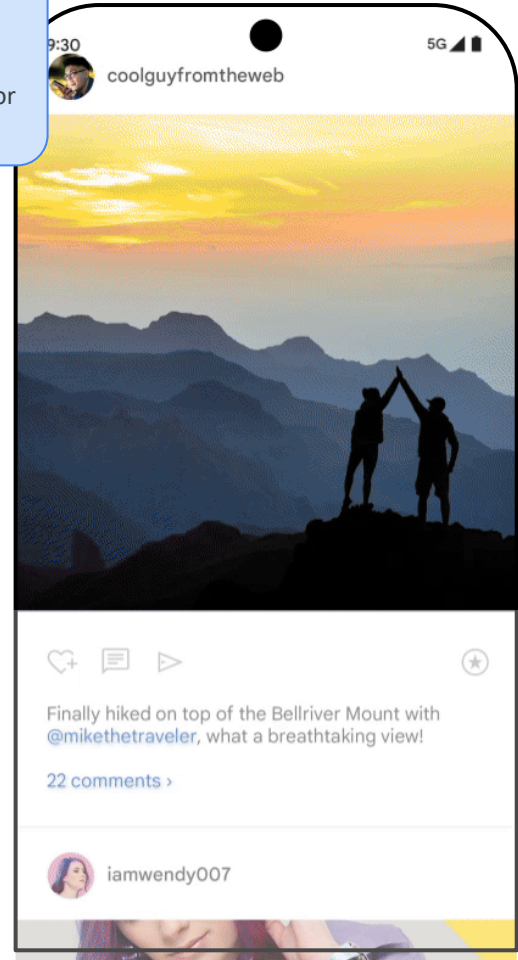 9:30
5G
or
coolguyfromtheweb
Finally hiked on top of the Bellriver Mount with
@mikethetraveler, what a breathtaking view!
22 comments ›
iamwendy007